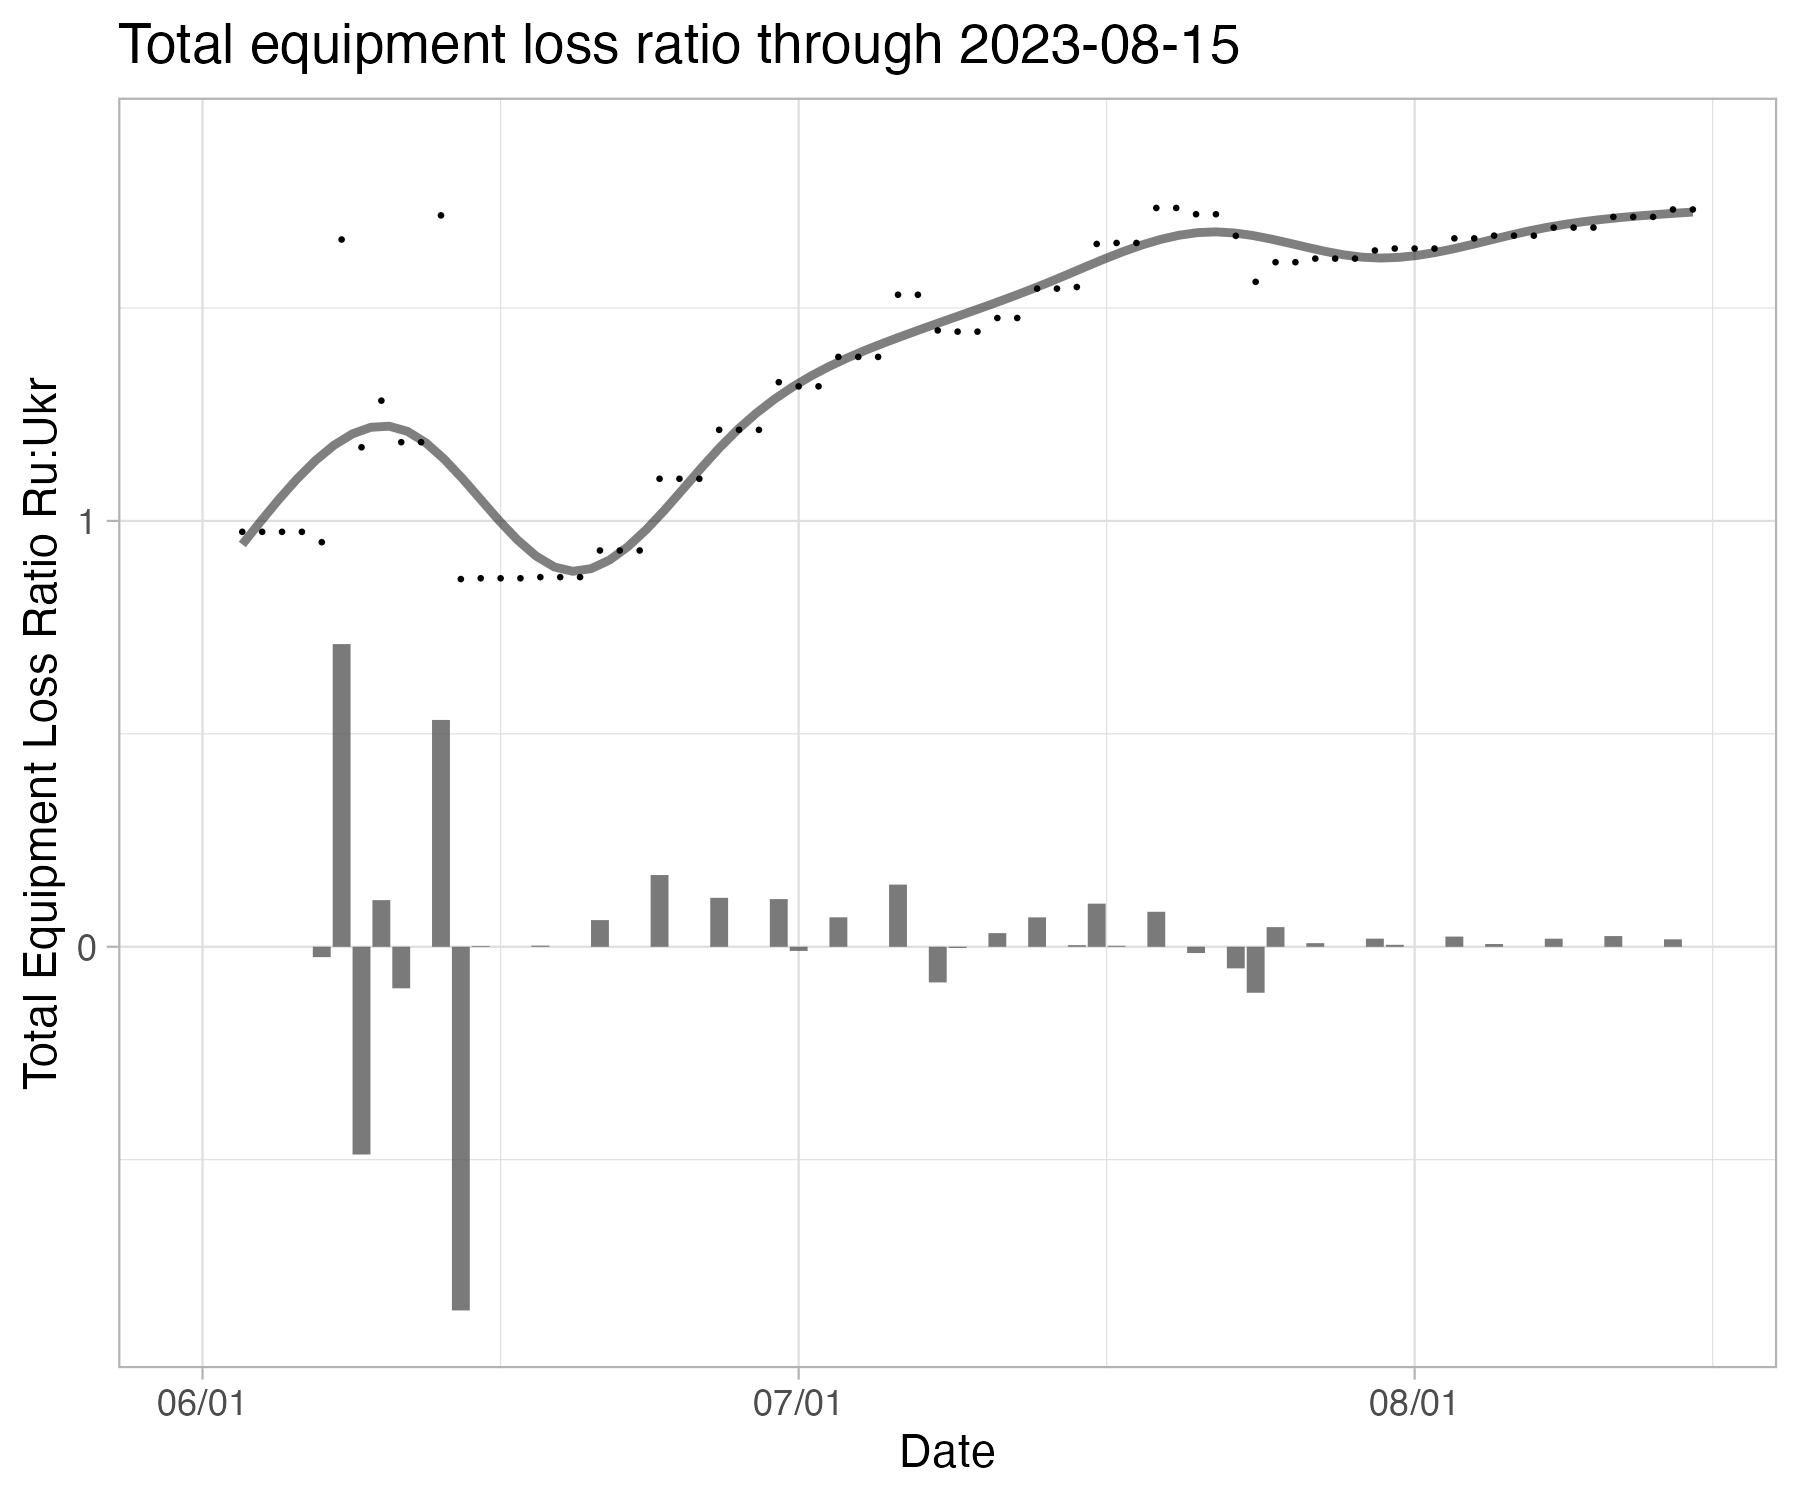 Total equipment loss ratio through 2023-08-15
Total Equipment Loss Ratio Ru:Ukr
1
0
06/01
07/01
08/01
Date